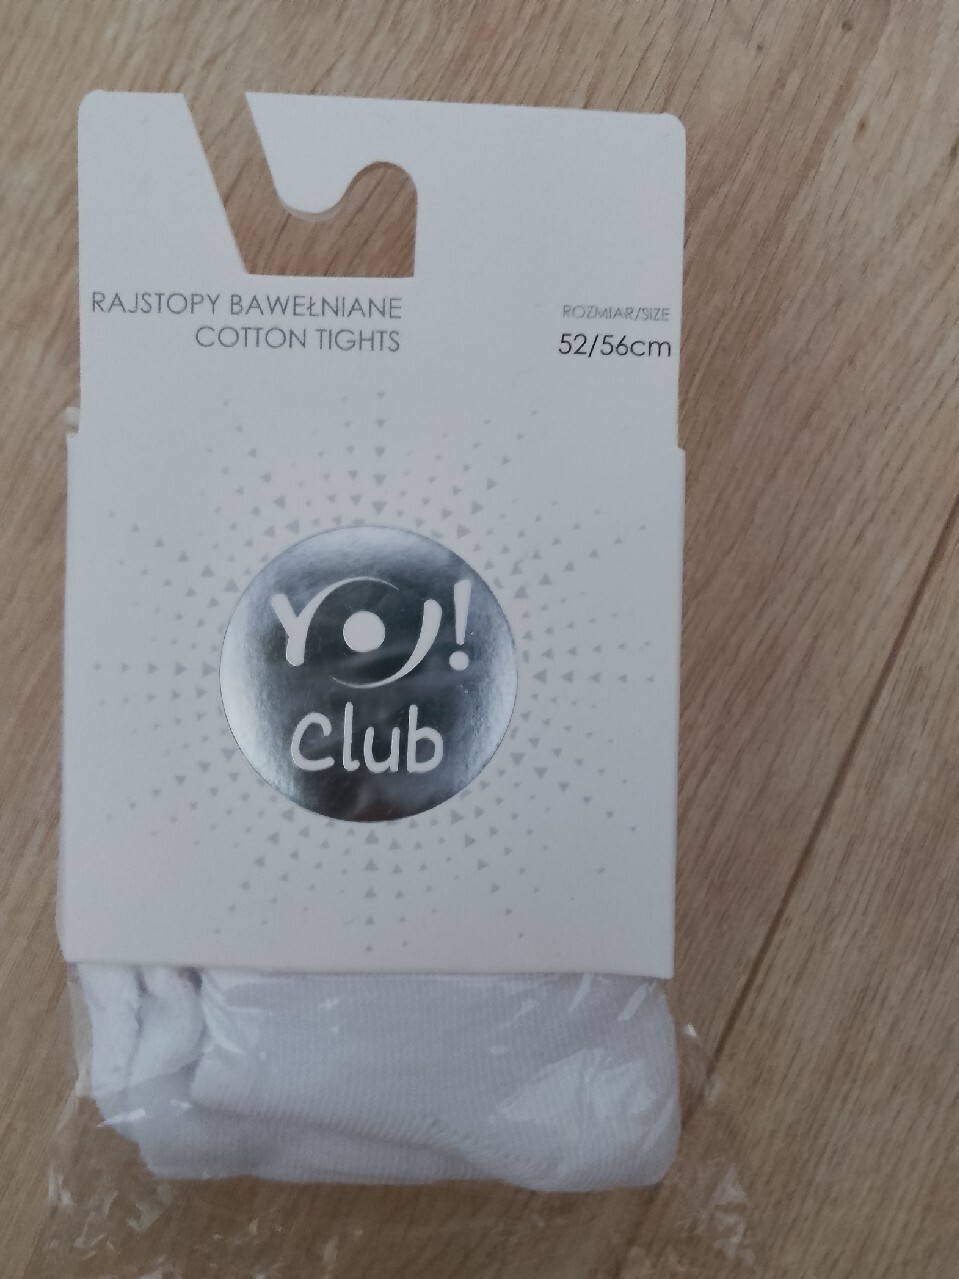 RAJSTOPY BAWEŁNIANE
COTTON TIGHTS
ROZMIAR/SIZE
52/56cm
YO!
club